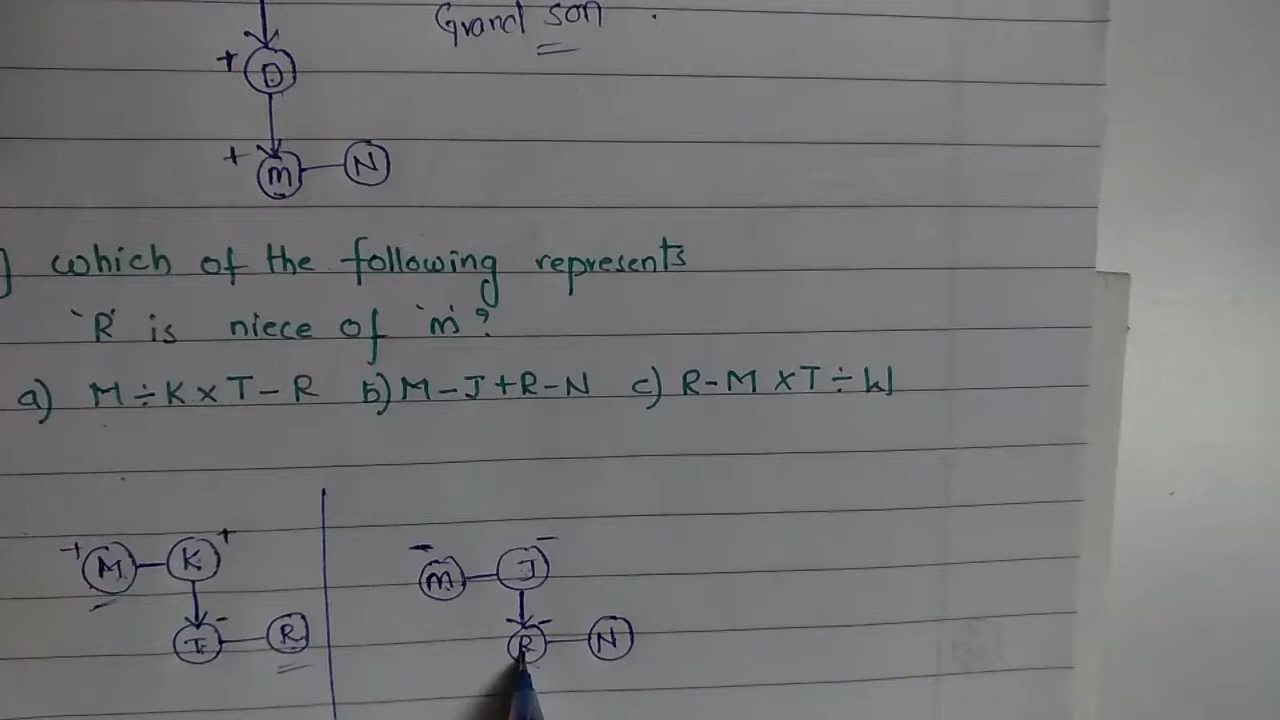 Grand son .
+ D
+ M N
) which of the following represents
'R' is niece of 'm'?
a) M ÷ K × T - R b) M - J + R - N c) R - M × T ÷ W
+ M K + - m J -
I - R R - N